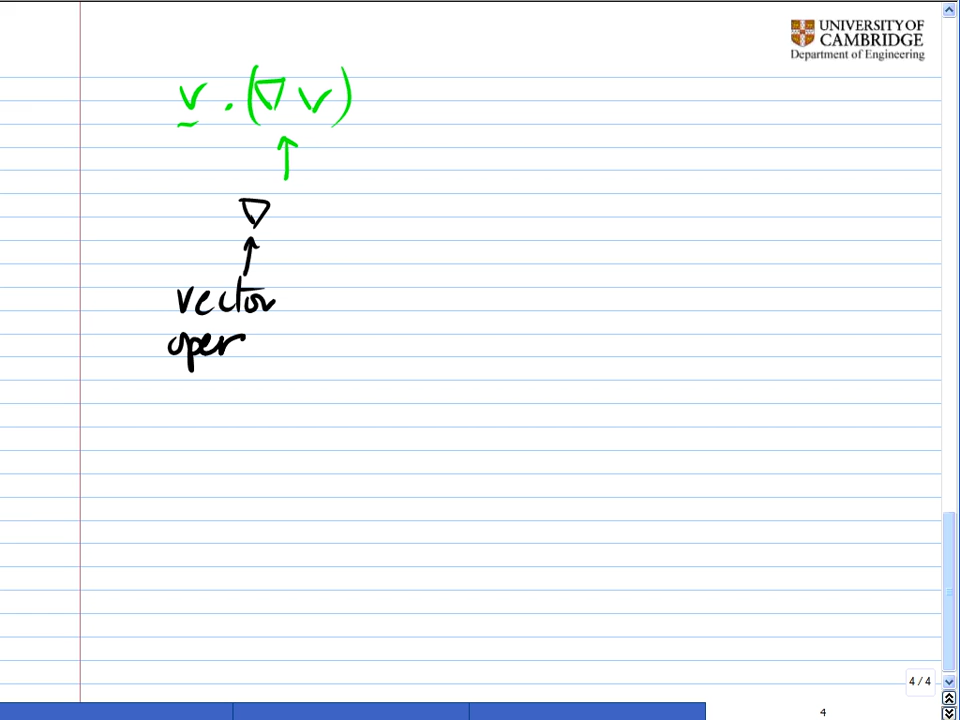 UNIVERSITY OF
CAMBRIDGE
Department of Engineering
v . (∇ v)
↑
∇
↑
vector
oper
4 / 4
4